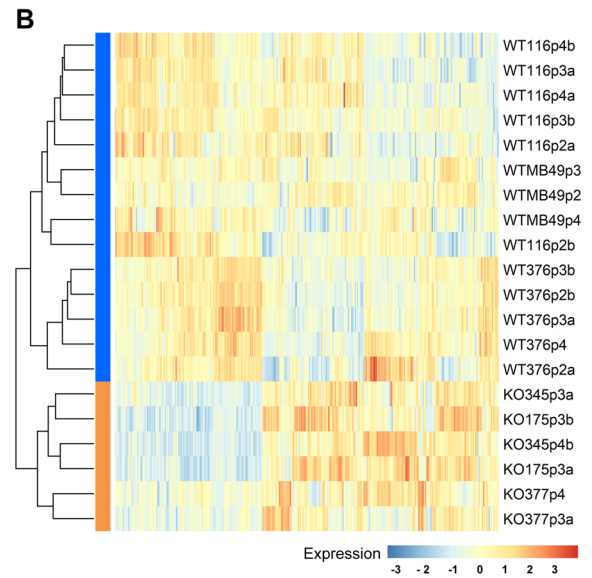 B
WT116p4b
WT116p3a
WT116p4a
WT116p3b
WT116p2a
WTMB49p3
WTMB49p2
WTMB49p4
WT116p2b
WT376p3b
WT376p2b
WT376p3a
WT376p4
WT376p2a
KO345p3a
KO175p3b
KO345p4b
KO175p3a
KO377p4
KO377p3a
Expression
-3 -2 -1 0 1 2 3